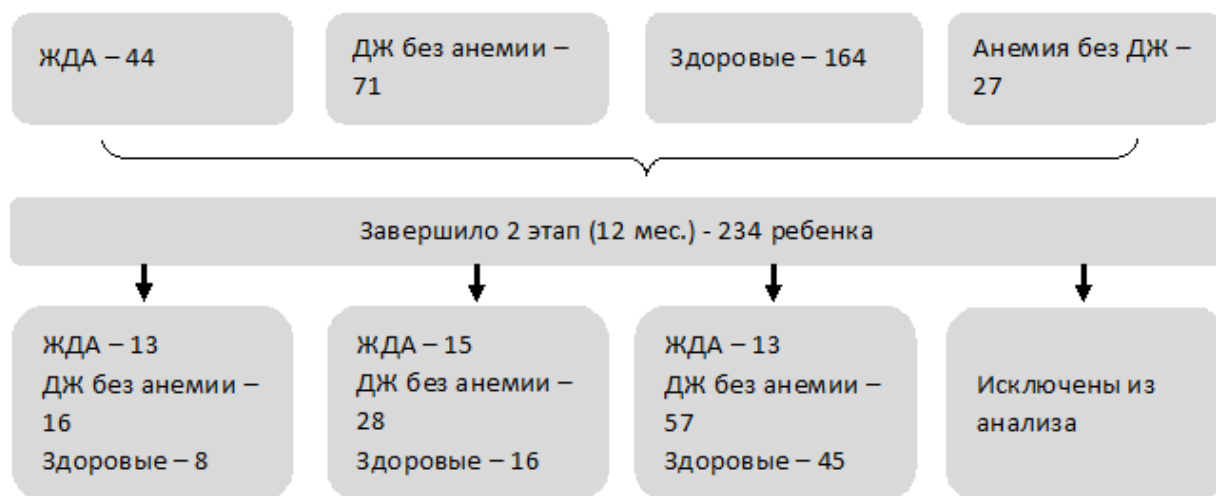 ЖДА – 44
ДЖ без анемии –
71
Здоровые – 164
Анемия без ДЖ –
27
Завершило 2 этап (12 мес.) - 234 ребенка
ЖДА – 13
ДЖ без анемии –
16
Здоровые – 8
ЖДА – 15
ДЖ без анемии –
28
Здоровые – 16
ЖДА – 13
ДЖ без анемии –
57
Здоровые – 45
Исключены из
анализа